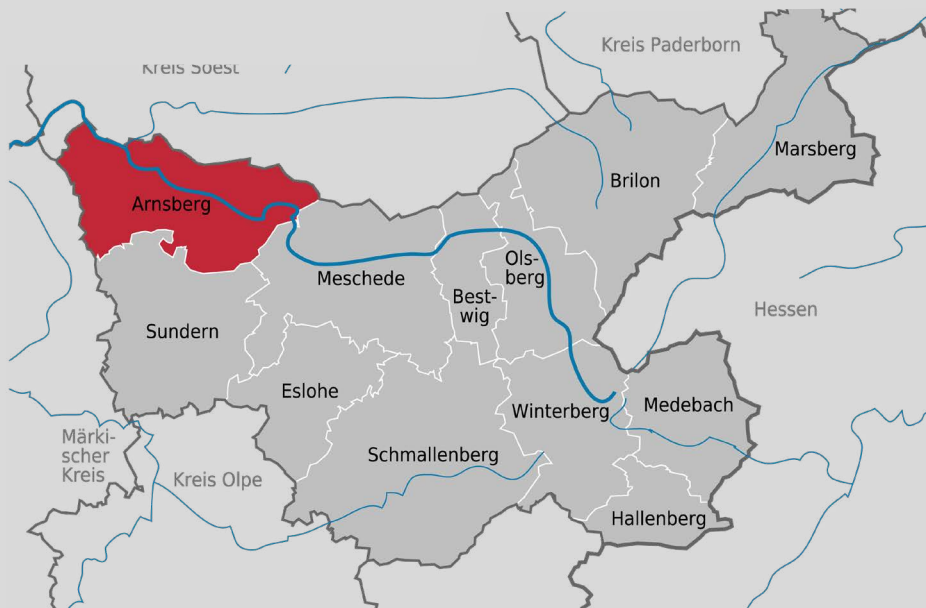 Kreis Paderborn
Kreis Soest
Marsberg
Brilon
Arnsberg
Ols-
berg
Meschede
Best-
wig
Hessen
Sundern
Eslohe
Winterberg
Medebach
Märki-
scher
Kreis
Schmallenberg
Kreis Olpe
Hallenberg